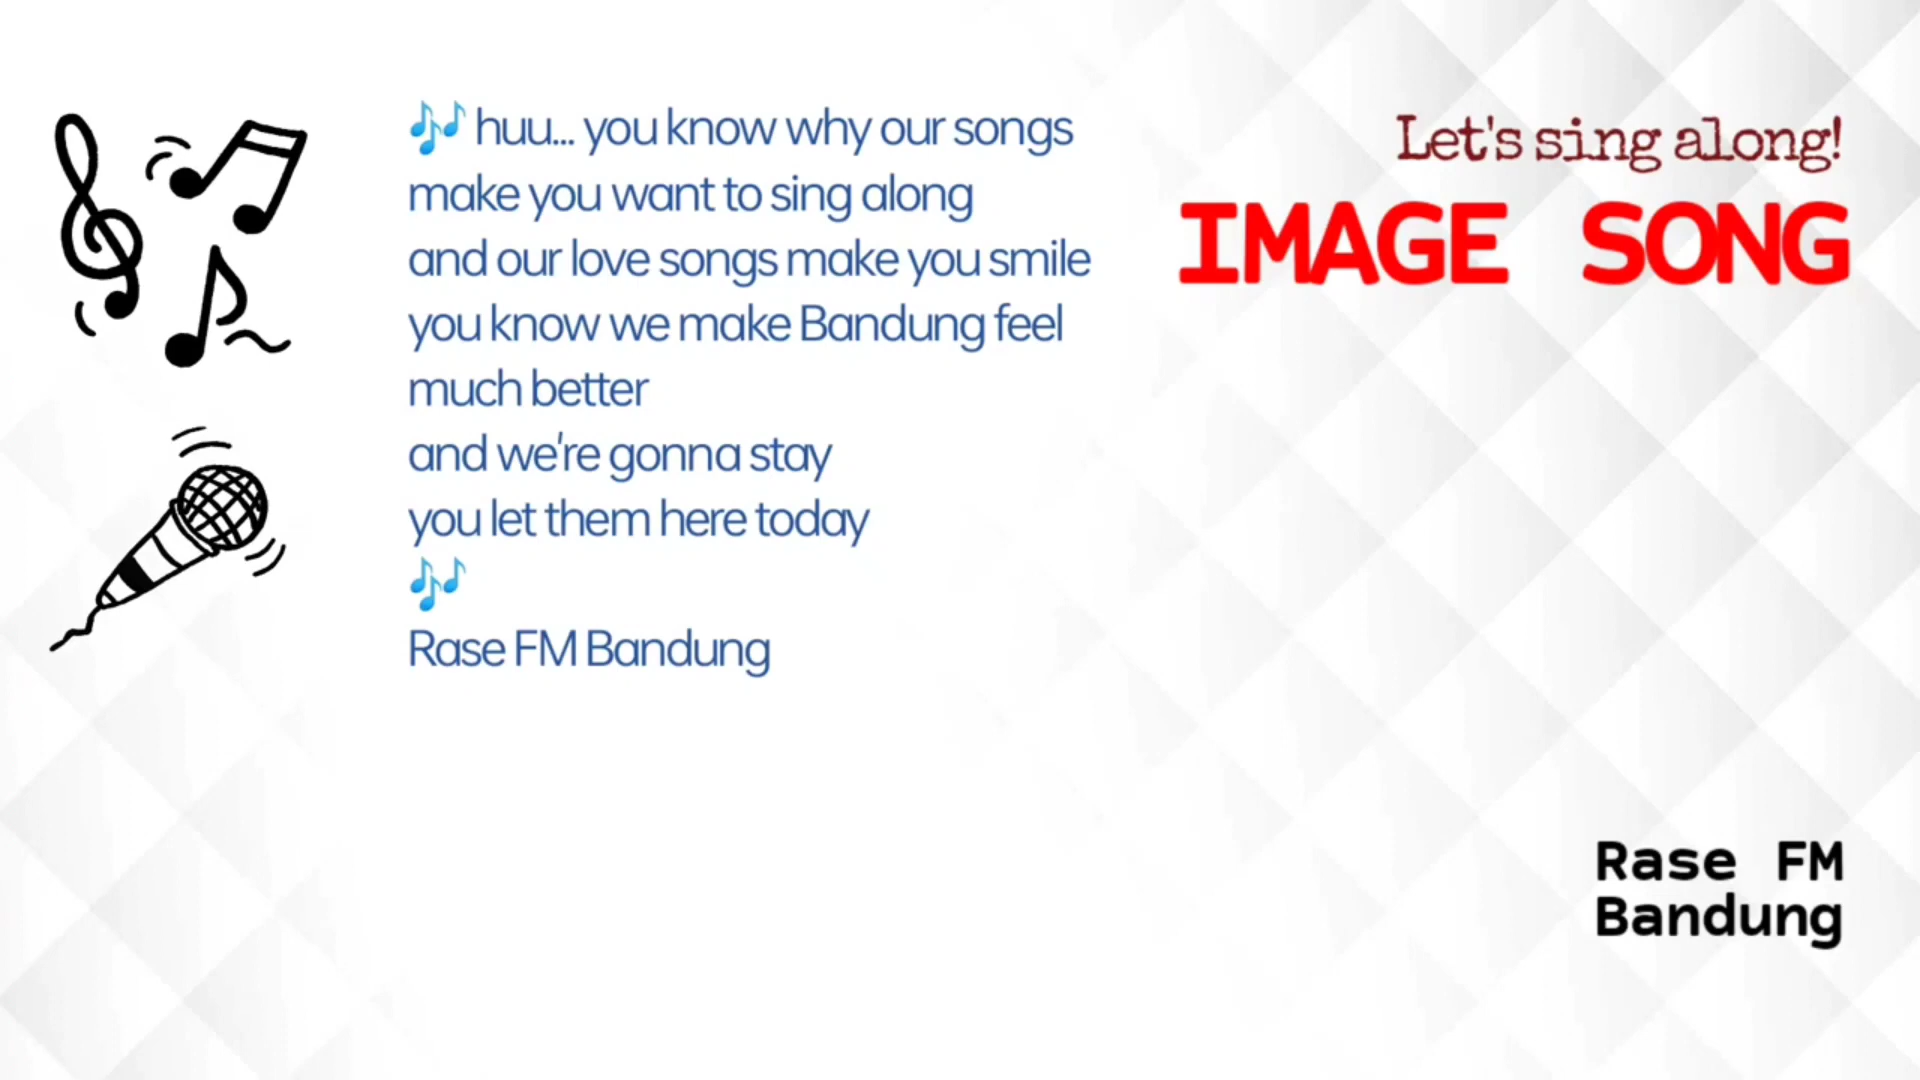 🎶 huu... you know why our songs
make you want to sing along
and our love songs make you smile
you know we make Bandung feel
much better
and we're gonna stay
you let them here today
🎶
Rase FM Bandung
Let's sing along!
IMAGE SONG
Rase FM
Bandung